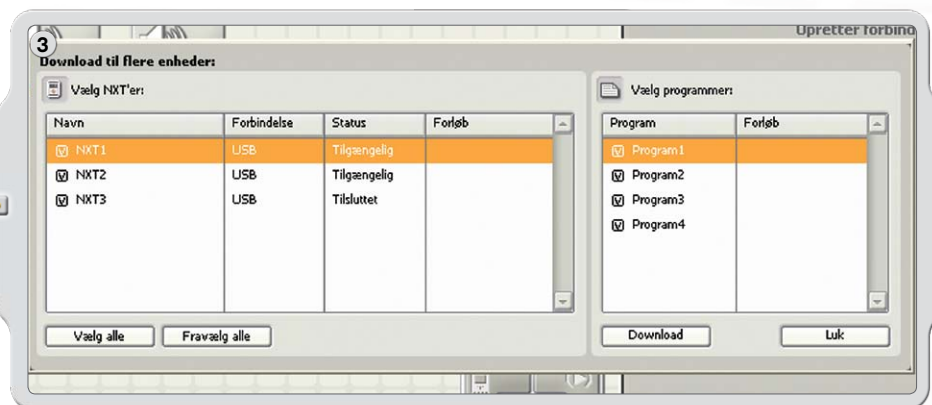 Upretter forbind
3
Download til flere enheder:
Vælg NXT'er:
Navn Forbindelse Status Forløb
NXT1 USB Tilgængelig
NXT2 USB Tilgængelig
NXT3 USB Tilsluttet
Vælg alle Fravælg alle
Vælg programmer:
Program Forløb
Program1
Program2
Program3
Program4
Download Luk